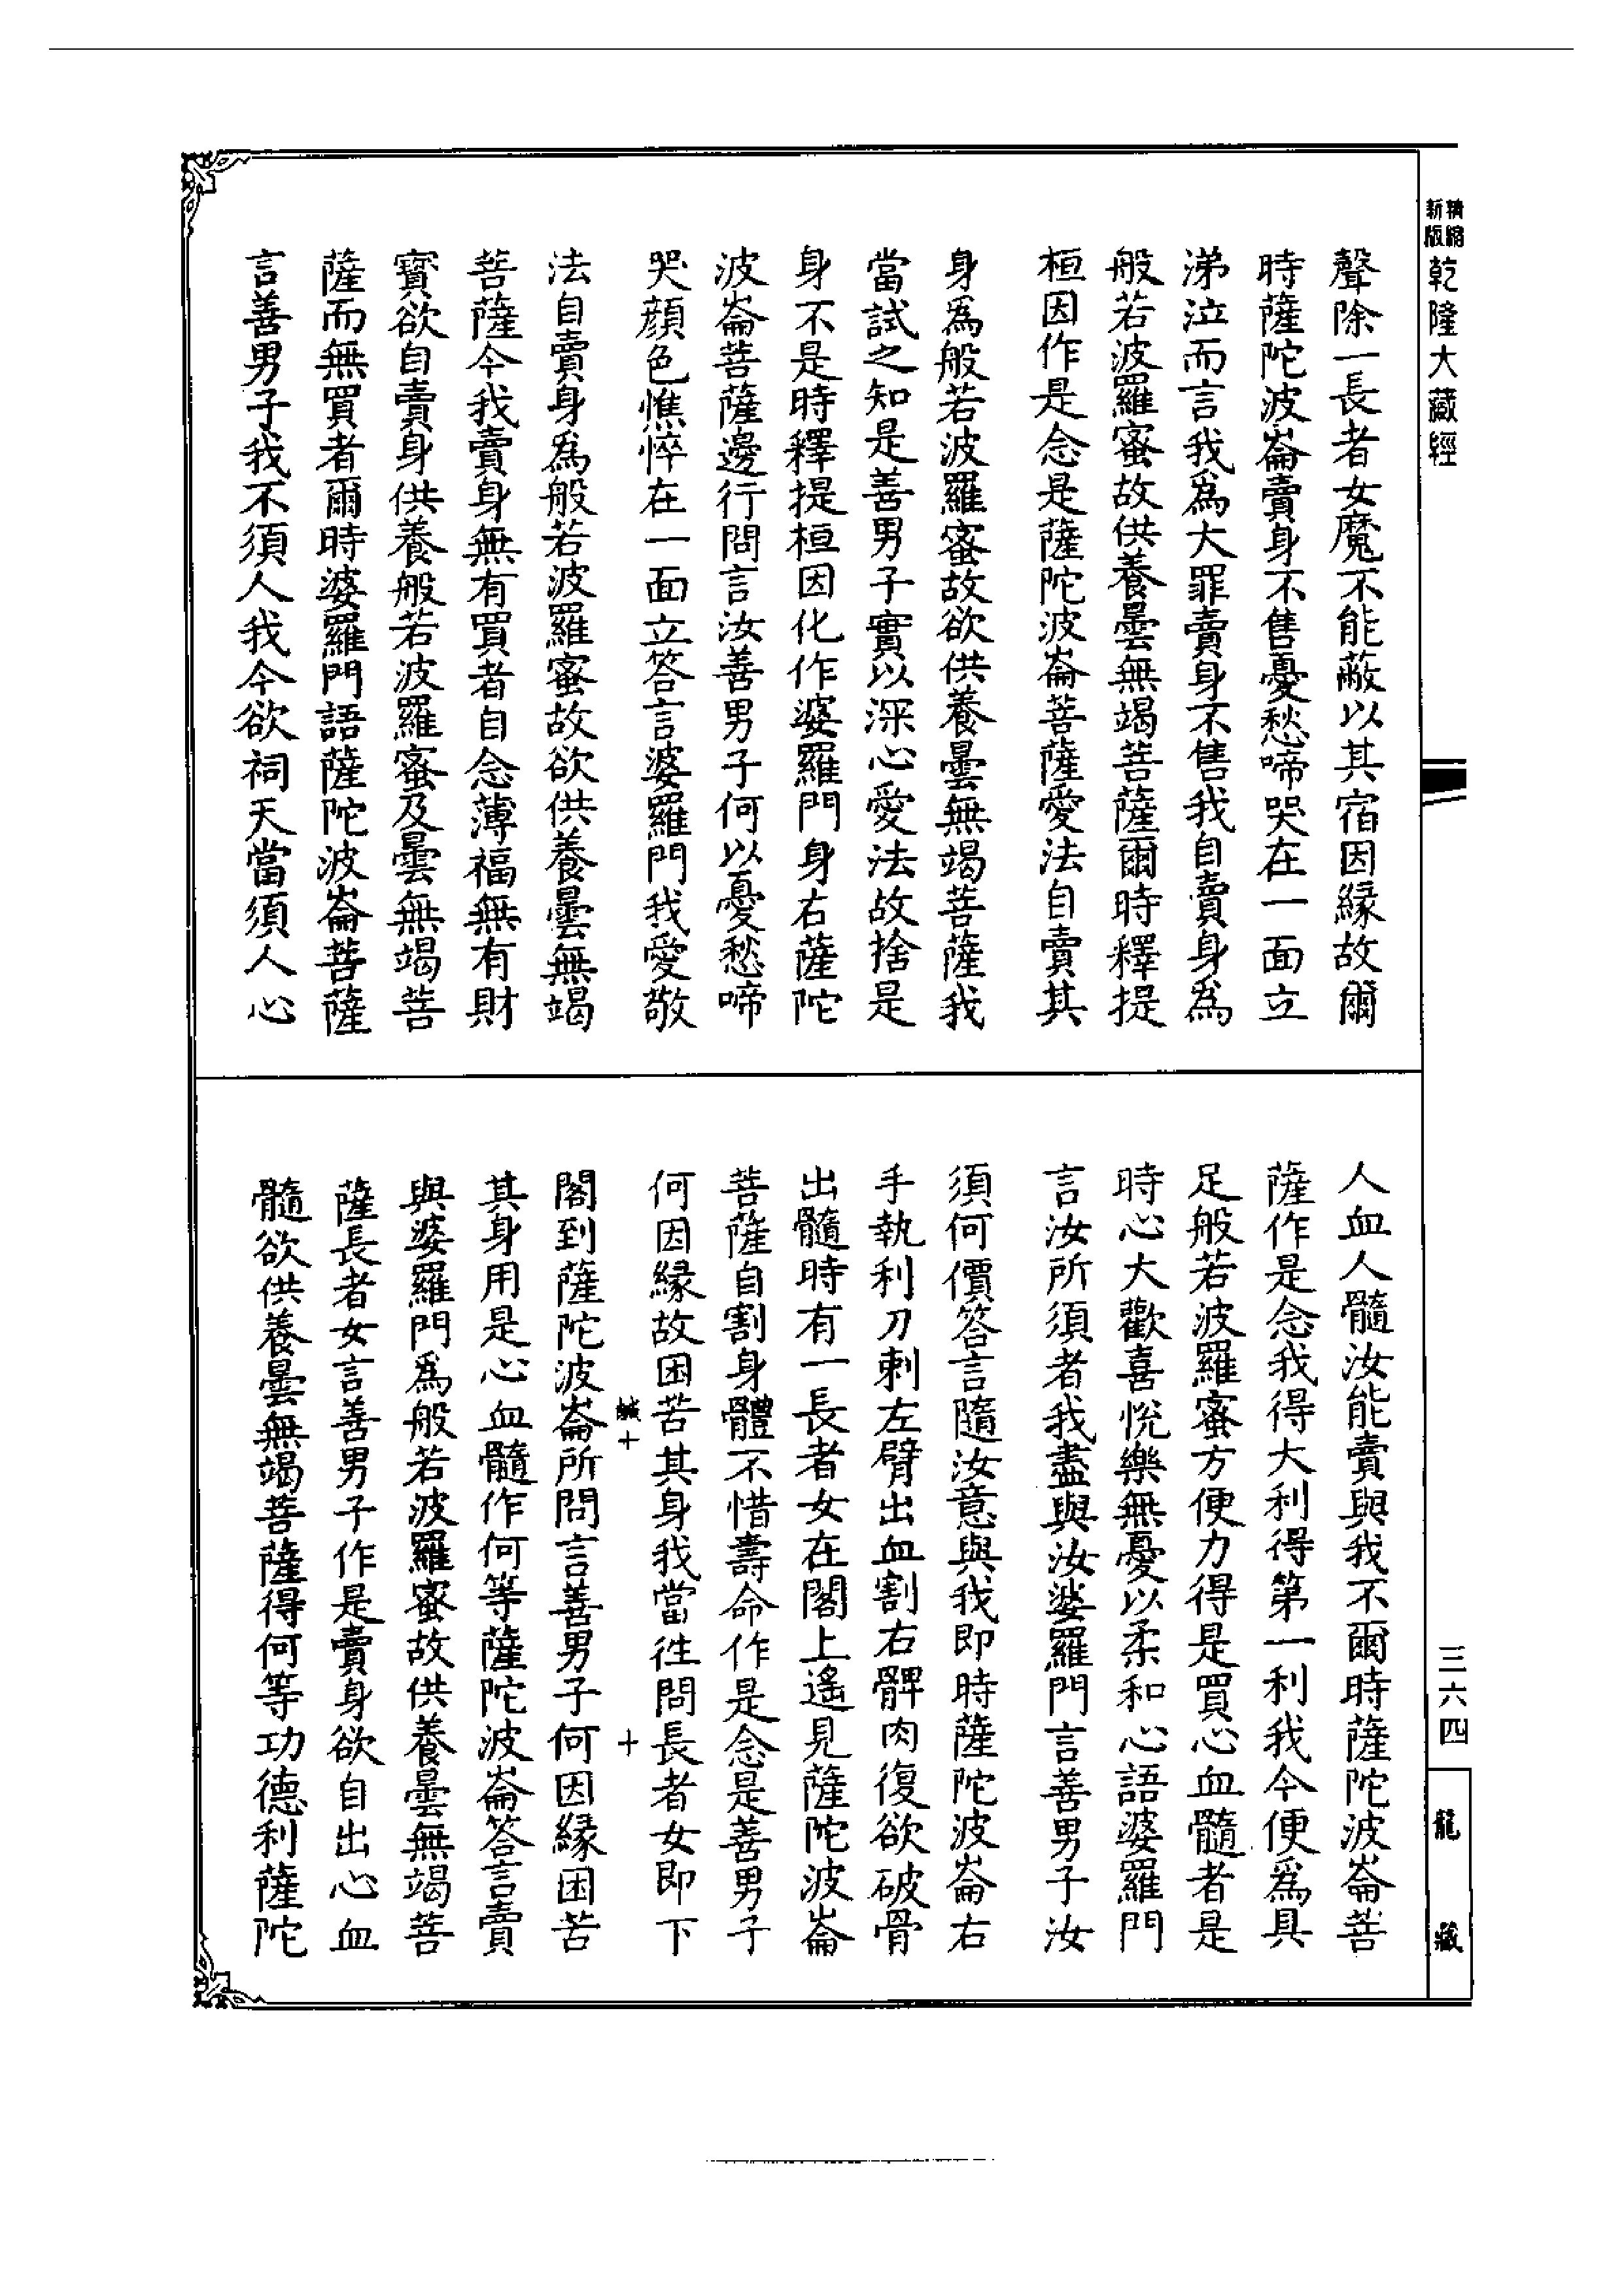 精縮新版乾隆大藏經
聲除一長者女魔不能蔽以其宿因緣故爾
時薩陀波崙賣身不售憂愁啼哭在一面立
涕泣而言我爲大罪賣身不售我自賣身爲
般若波羅蜜故供養曇無竭菩薩爾時釋提
桓因作是念是薩陀波崙菩薩愛法自賣其
身爲般若波羅蜜故欲供養曇無竭菩薩我
當試之知是善男子實以深心愛法故捨是
身不是時釋提桓因化作婆羅門身右薩陀
波崙菩薩邊行問言汝善男子何以憂愁啼
哭顔色憔悴在一面立答言婆羅門我愛敬
法自賣身爲般若波羅蜜故欲供養曇無竭
菩薩今我賣身無有買者自念薄福無有財
寳欲自賣身供養般若波羅蜜及曇無竭菩
薩而無買者爾時婆羅門語薩陀波崙菩薩
言善男子我不須人我今欲祠天當須人心
人血人髓汝能賣與我不爾時薩陀波崙菩
薩作是念我得大利得第一利我今便爲具
足般若波羅蜜方便力得是買心血髓者是
時心大歡喜悅樂無憂以柔和心語婆羅門
言汝所須者我盡與汝婆羅門言善男子汝
須何價答言隨汝意與我即時薩陀波崙右
手執利刀刺左臂出血割右髀肉復欲破骨
出髓時有一長者女在閣上遙見薩陀波崙
菩薩自割身體不惜壽命作是念是善男子
何因緣故困苦其身我當往問長者女即下
鹹十 十
閣到薩陀波崙所問言善男子何因緣困苦
其身用是心血髓作何等薩陀波崙答言賣
與婆羅門爲般若波羅蜜故供養曇無竭菩
薩長者女言善男子作是賣身欲自出心血
髓欲供養曇無竭菩薩得何等功德利薩陀
三六四
龍藏